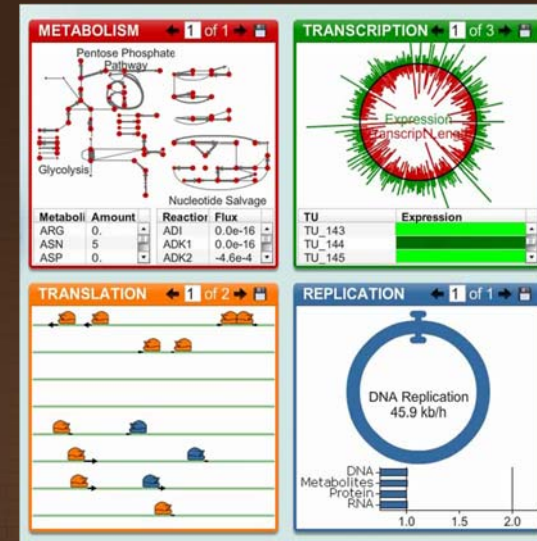 METABOLISM 1 of 1
Pentose Phosphate
Pathway
Glycolysis
Nucleotide Salvage
Metaboli Amount Reaction Flux
ARG 0. ADI 0.0e-16
ASN 5 ADK1 0.0e-16
ASP 0. ADK2 -4.6e-4
TRANSCRIPTION 1 of 3
Expression
Transcript Length
TU Expression
TU_143
TU_144
TU_145
TRANSLATION 1 of 2
REPLICATION 1 of 1
DNA Replication
45.9 kb/h
DNA
Metabolites
Protein
RNA
1.0 1.5 2.0